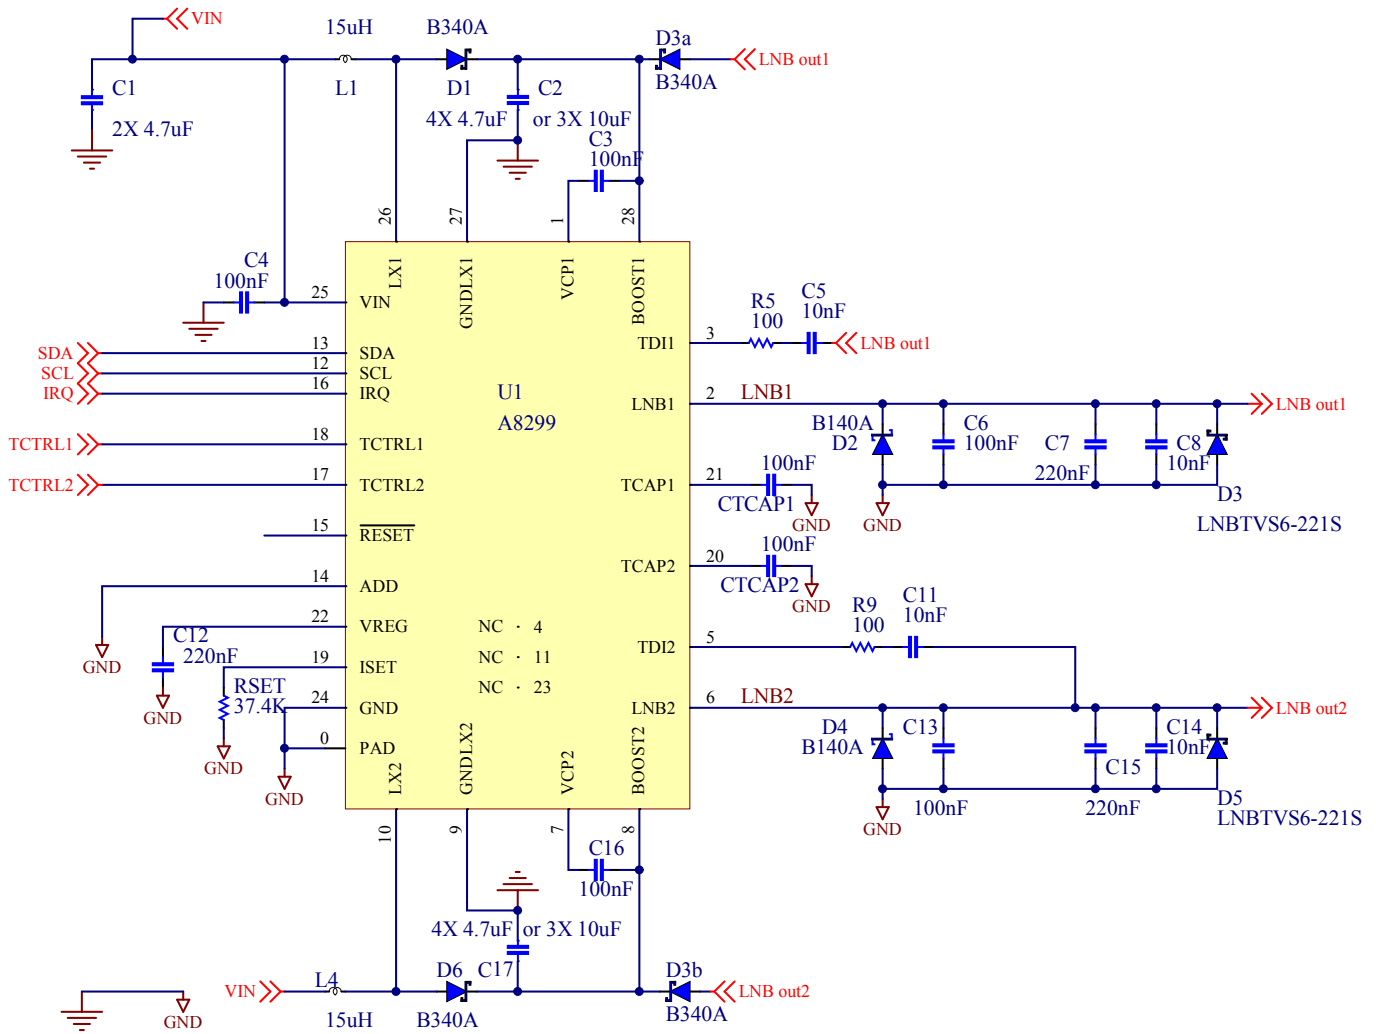 VIN
15uH
B340A
D3a
LNB out1
C1
L1
D1
C2
B340A
2X 4.7uF
4X 4.7uF
or 3X 10uF
C3
100nF
26
27
1
28
LX1
GNDLX1
VCP1
BOOST1
C4
100nF
25
VIN
R5
100
C5
10nF
SDA
13
SDA
SCL
12
SCL
IRQ
16
IRQ
TDI1
3
LNB out1
U1
A8299
LNB1
2
LNB1
LNB out1
TCTRL1
18
TCTRL1
B140A
D2
C6
100nF
C7
220nF
C8
10nF
TCTRL2
17
TCTRL2
TCAP1
21
100nF
CTCAP1
GND
GND
D3
LNBTVS6-221S
15
RESET
TCAP2
20
100nF
CTCAP2
GND
14
ADD
GND
22
VREG
C12
220nF
GND
NC · 4
NC · 11
NC · 23
R9
100
C11
10nF
TDI2
5
19
ISET
RSET
37.4K
GND
24
GND
0
PAD
GND
LNB2
6
LNB2
LNB out2
D4
B140A
C13
100nF
C15
220nF
C14
10nF
GND
D5
LNBTVS6-221S
LX2
GNDLX2
VCP2
BOOST2
10
9
7
8
C16
100nF
4X 4.7uF
or 3X 10uF
C17
VIN
L4
15uH
D6
B340A
D3b
B340A
LNB out2
GND